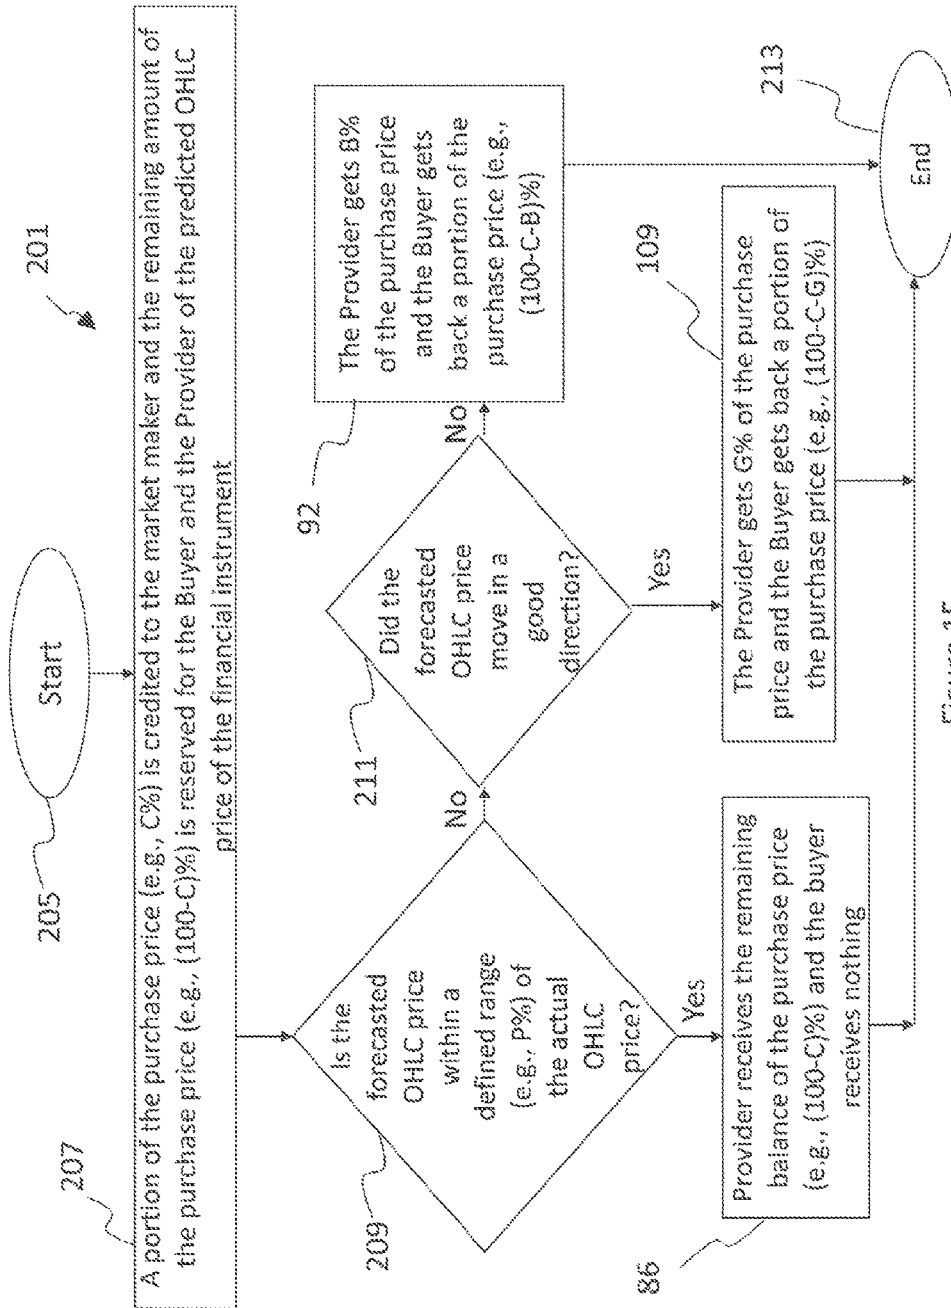 201
Start
205
207
A portion of the purchase price (e.g., C%) is credited to the market maker and the remaining amount of
the purchase price (e.g., (100-C)%) is reserved for the Buyer and the Provider of the predicted OHLC
price of the financial instrument
209
Is the
forecasted
OHLC price
within a
defined range
(e.g., P%) of
the actual
OHLC
price?
No
Yes
211
Did the
forecasted
OHLC price
move in a
good
direction?
No
Yes
92
The Provider gets B%
of the purchase price
and the Buyer gets
back a portion of the
purchase price (e.g.,
(100-C-B)%
86
Provider receives the remaining
balance of the purchase price
(e.g., (100-C)%) and the buyer
receives nothing
109
The Provider gets G% of the purchase
price and the Buyer gets back a portion of
the purchase price (e.g., (100-C-G)%)
213
End
Figure 15